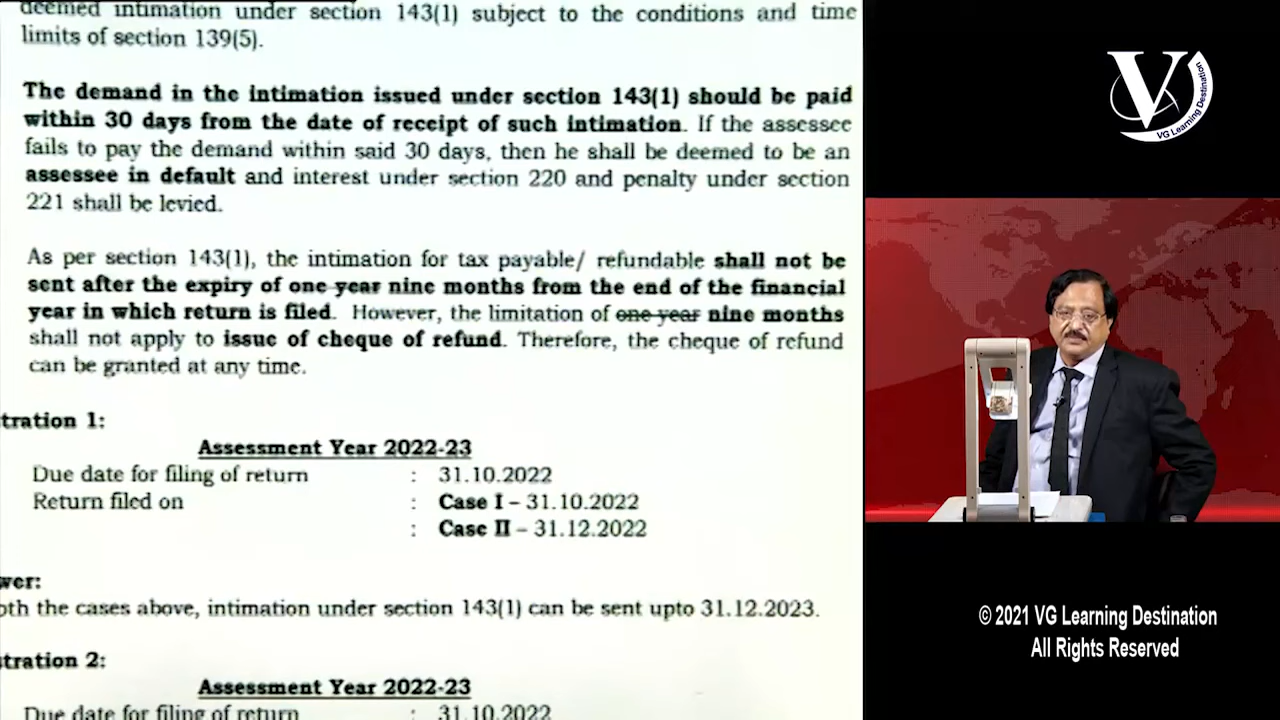 deemed intimation under section 143(1) subject to the conditions and time
limits of section 139(5).
The demand in the intimation issued under section 143(1) should be paid
within 30 days from the date of receipt of such intimation. If the assessee
fails to pay the demand within said 30 days, then he shall be deemed to be an
assessee in default and interest under section 220 and penalty under section
221 shall be levied.
As per section 143(1), the intimation for tax payable/ refundable shall not be
sent after the expiry of one year nine months from the end of the financial
year in which return is filed. However, the limitation of one year nine months
shall not apply to issue of cheque of refund. Therefore, the cheque of refund
can be granted at any time.
tration 1:
Assessment Year 2022-23
Due date for filing of return : 31.10.2022
Return filed on : Case I – 31.10.2022
: Case II – 31.12.2022
wer:
oth the cases above, intimation under section 143(1) can be sent upto 31.12.2023.
tration 2:
Assessment Year 2022-23
Due date for filing of return : 31.10.2022
V
VG Learning Destination
© 2021 VG Learning Destination
All Rights Reserved